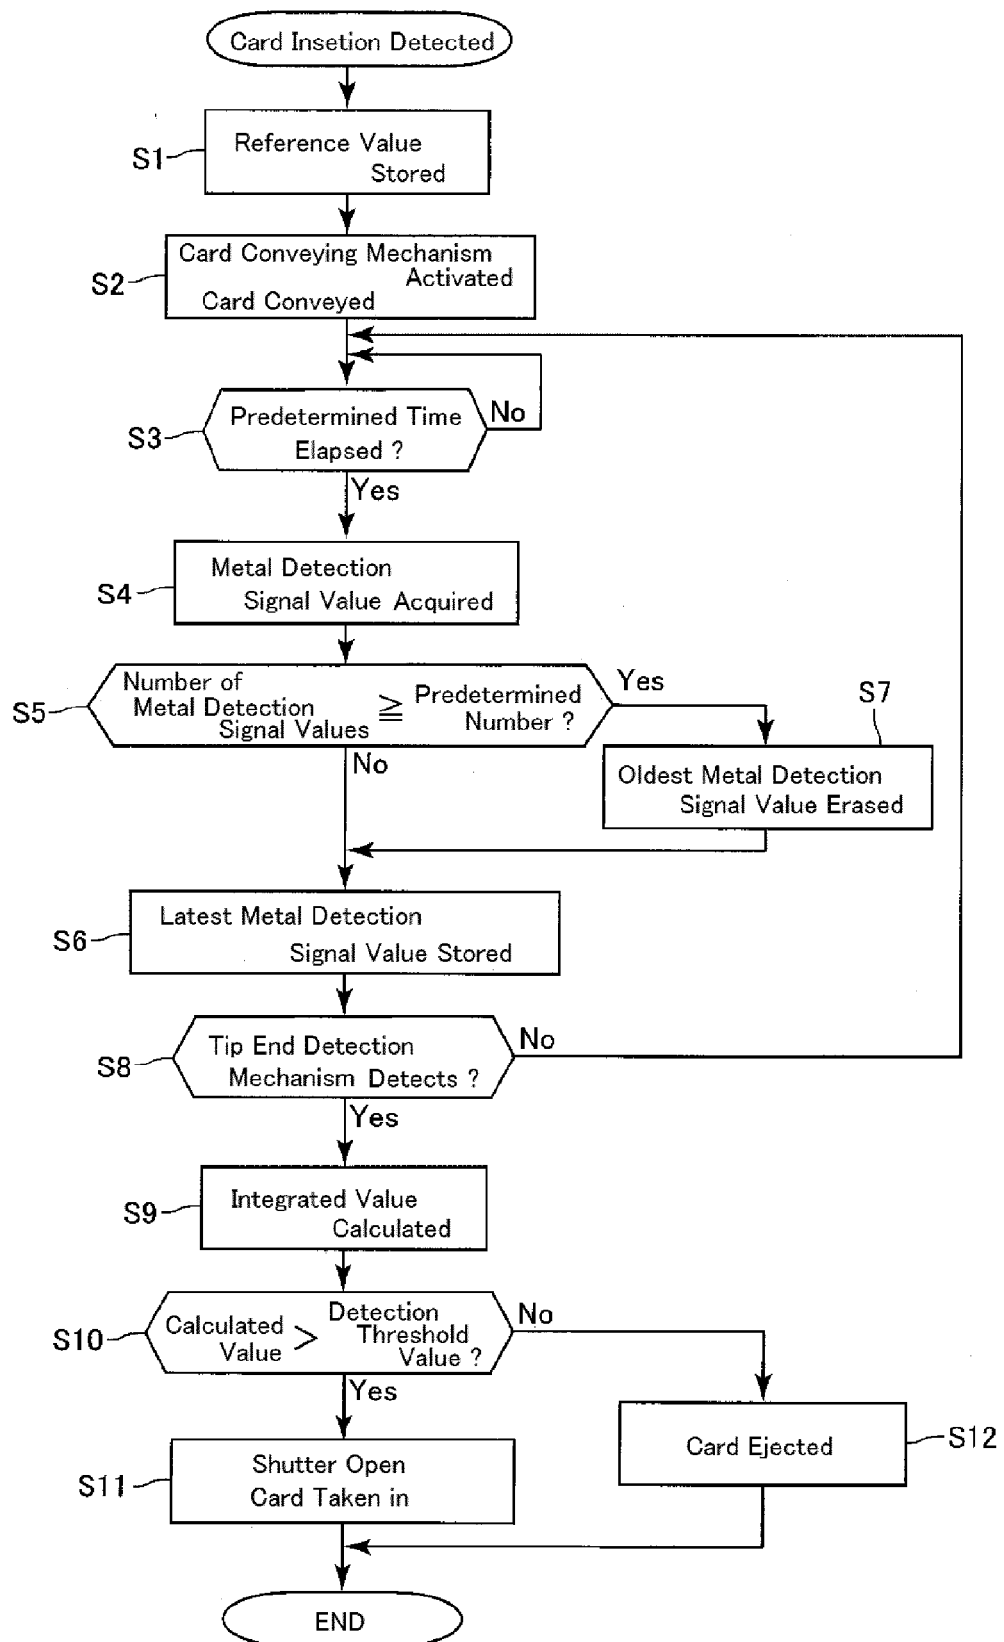 Card Insetion Detected
S1
Reference Value
Stored
S2
Card Conveying Mechanism
Activated
Card Conveyed
S3
Predetermined Time
Elapsed ?
No
Yes
S4
Metal Detection
Signal Value Acquired
S5
Number of
Metal Detection
Signal Values
≧
Predetermined
Number ?
Yes
No
S7
Oldest Metal Detection
Signal Value Erased
S6
Latest Metal Detection
Signal Value Stored
S8
Tip End Detection
Mechanism Detects ?
No
Yes
S9
Integrated Value
Calculated
S10
Calculated
Value
>
Detection
Threshold
Value ?
No
Yes
S11
Shutter Open
Card Taken in
Card Ejected
S12
END